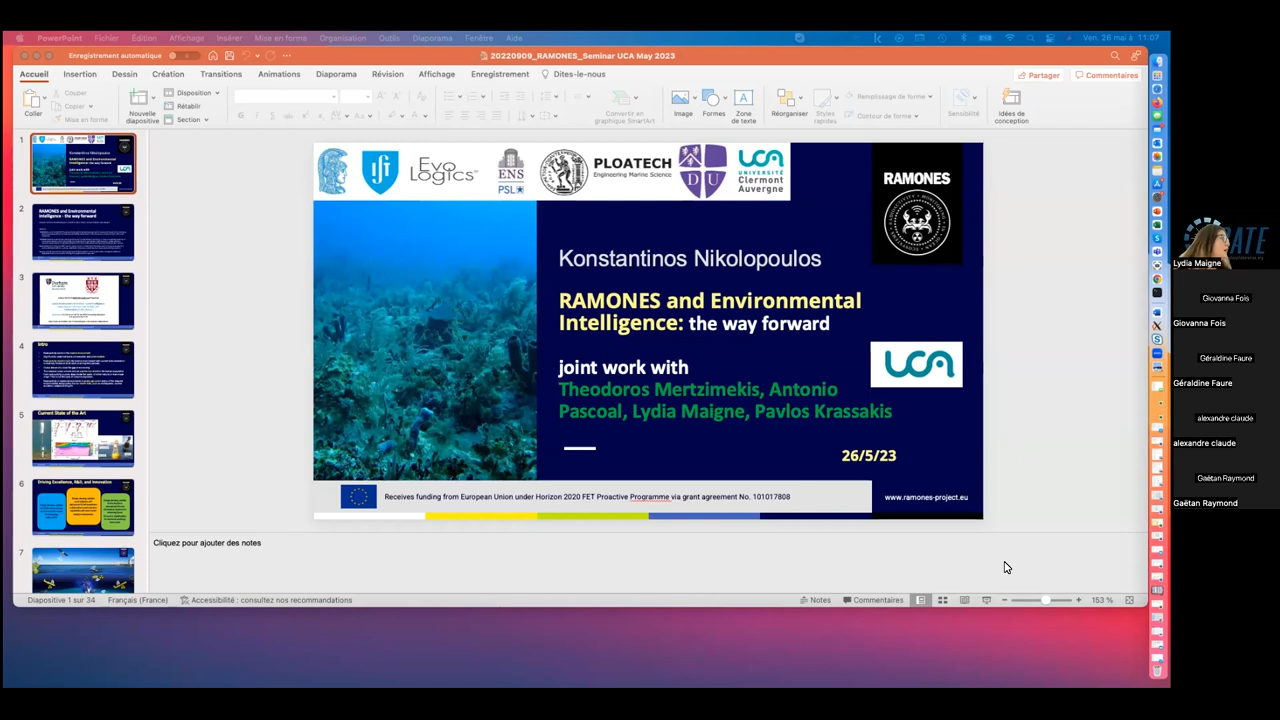 PowerPoint Fichier Édition Affichage Insérer Mise en forme Organisation Outils Diaporama Fenêtre Aide
Ven. 26 mai à 11:07
Enregistrement automatique
20220909_RAMONES_Seminar UCA May 2023
Accueil Insertion Dessin Création Transitions Animations Diaporama Révision Affichage Enregistrement Dites-le-nous
Partager Commentaires
Coller
Couper
Copier
Mise en forme
Nouvelle
diapositive
Disposition
Rétablir
Section
Convertir en
graphique SmartArt
Image
Formes
Zone
de texte
Réorganiser
Styles
rapides
Remplissage de forme
Contour de forme
Sensibilité
Idées de
conception
1
2
RAMONES and Environmental
Intelligence - the way forward
3
4
Intro
5
Current State of the Art
6
Driving Excellence, R&D, and Innovation
7
Evo
Logics
ENS
PSL
PLOATECH
Engineering Marine Science
DU
UCA
UNIVERSITÉ
Clermont
Auvergne
RAMONES
Konstantinos Nikolopoulos
RAMONES and Environmental
Intelligence: the way forward
joint work with
Theodoros Mertzimekis, Antonio
Pascoal, Lydia Maigne, Pavlos Krassakis
UCA
26/5/23
Receives funding from European Union under Horizon 2020 FET Proactive Programme via grant agreement No. 101017808
www.ramones-project.eu
Cliquez pour ajouter des notes
Diapositive 1 sur 34 Français (France) Accessibilité : consultez nos recommandations
Notes Commentaires 153 %
Lydia Maigne
Giovanna Fois
Giovanna Fois
Géraldine Faure
Géraldine Faure
alexandre claude
alexandre claude
Gaëtan Raymond
Gaëtan Raymond